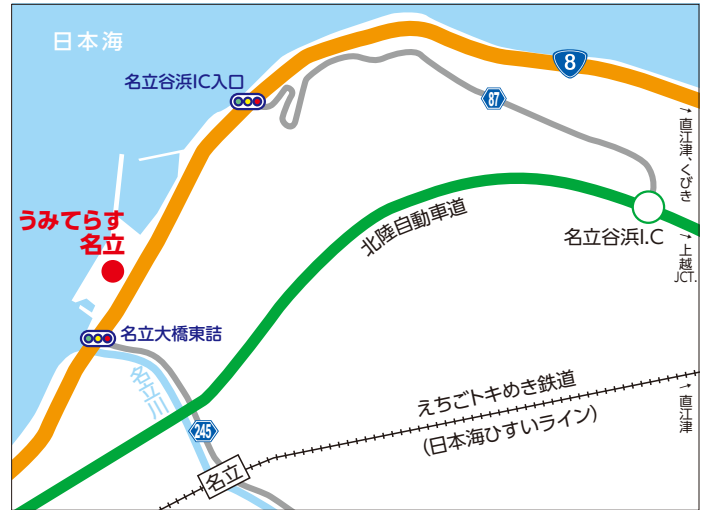 日本海
名立谷浜IC入口
8
87
→直江津、くびき
うみてらす
名立
北陸自動車道
名立谷浜I.C
→上越
JCT.
名立大橋東詰
名立川
えちごトキめき鉄道
(日本海ひすいライン)
→直江津
245
名立